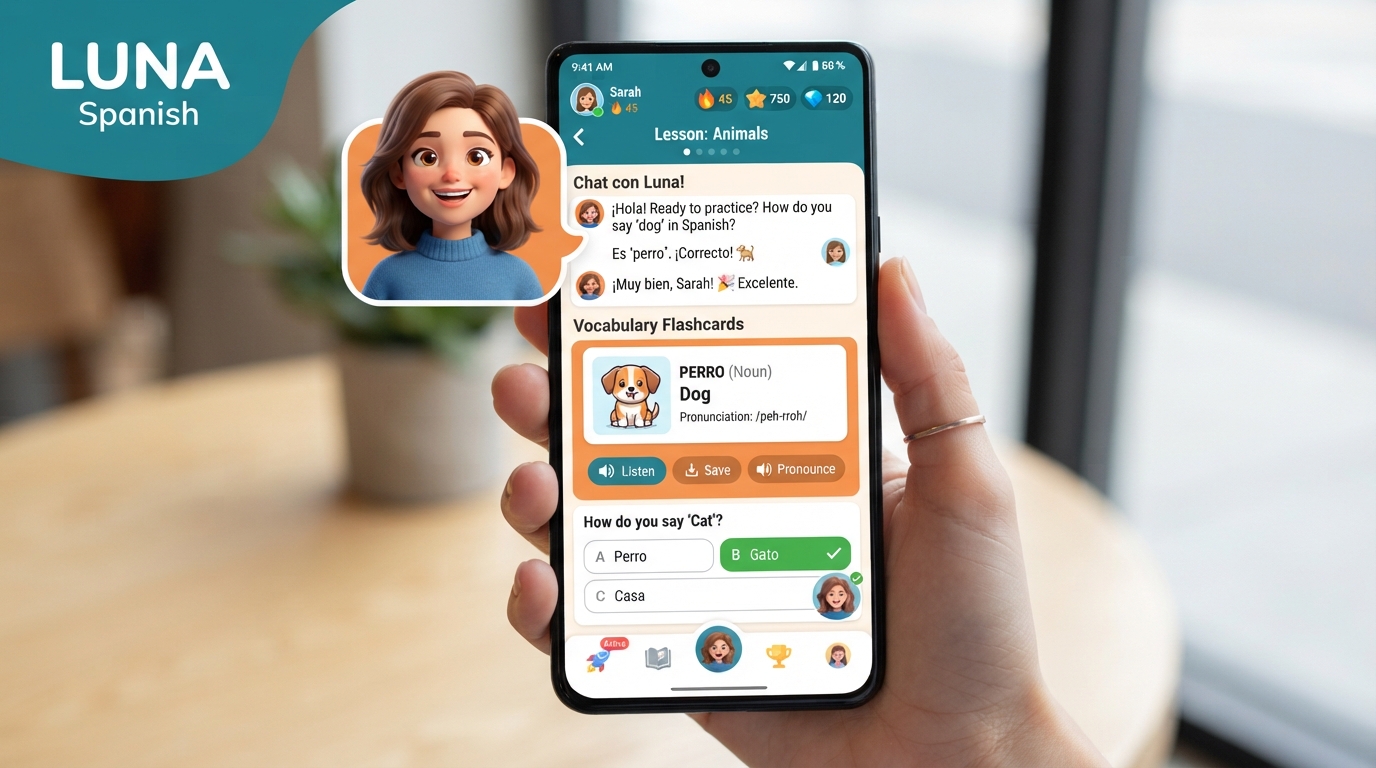 LUNA
Spanish
9:41 AM
66%
Sarah
45
45
750
120
Lesson: Animals
Chat con Luna!
¡Hola! Ready to practice? How do you
say 'dog' in Spanish?
Es 'perro'. ¡Correcto!
¡Muy bien, Sarah! 🎉 Excelente.
Vocabulary Flashcards
PERRO (Noun)
Dog
Pronunciation: /peh-rroh/
Listen
Save
Pronounce
How do you say 'Cat'?
A Perro
B Gato
C Casa